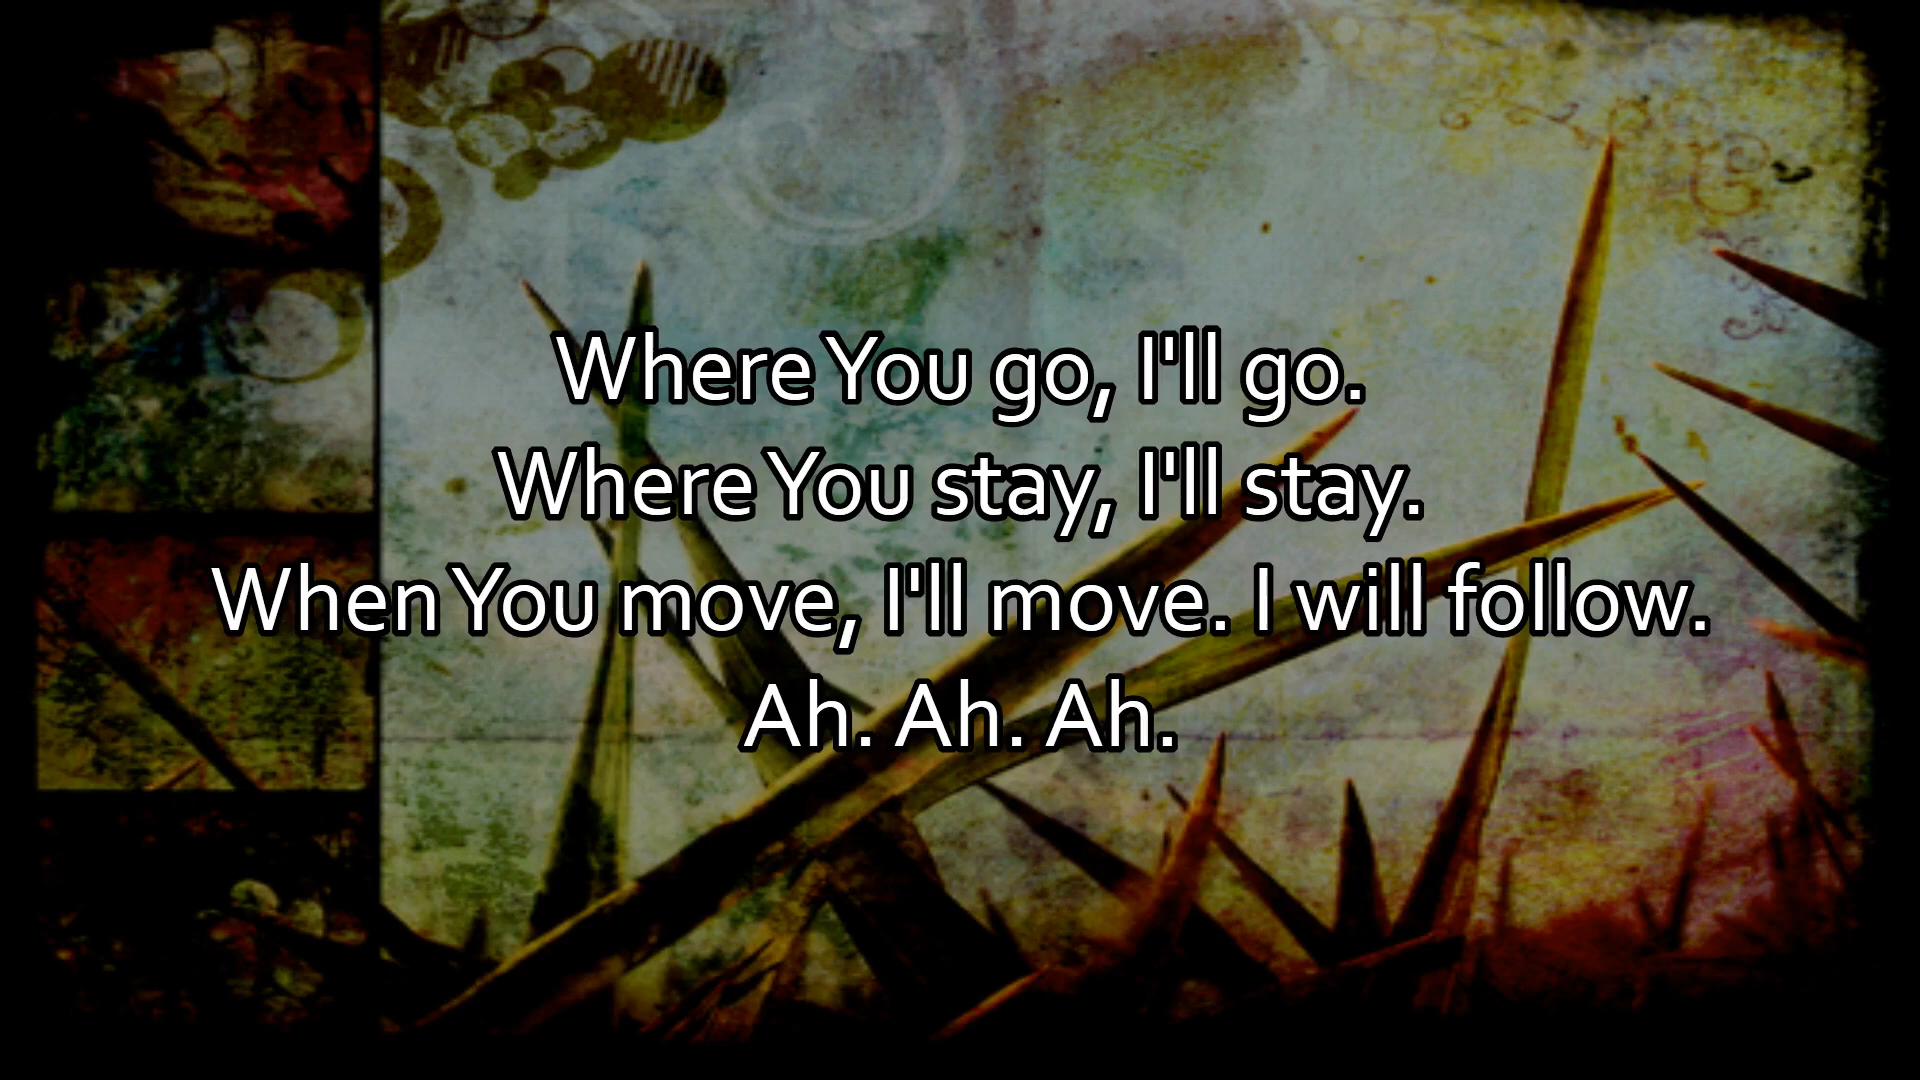 Where You go, I'll go.
Where You stay, I'll stay.
When You move, I'll move. I will follow.
Ah. Ah. Ah.